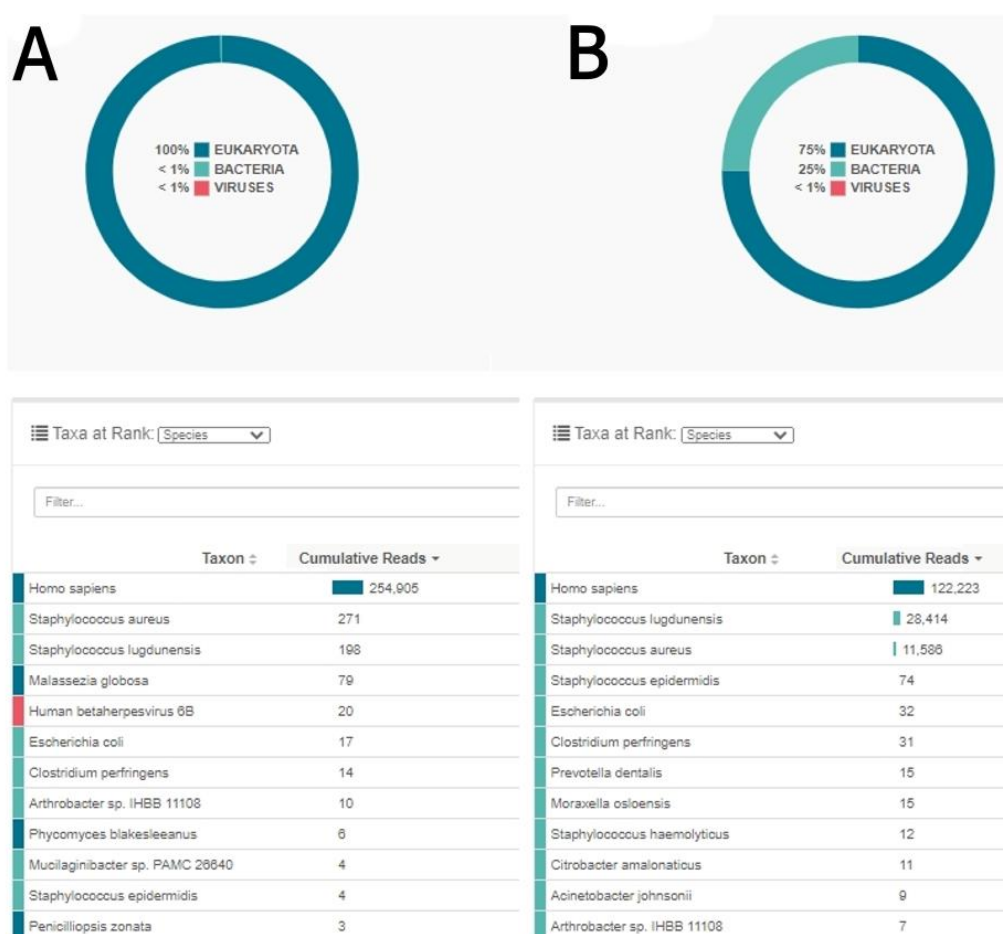 A
100% EUKARYOTA
< 1% BACTERIA
< 1% VIRUSES
B
75% EUKARYOTA
25% BACTERIA
< 1% VIRUSES
Taxa at Rank: Species
Filter...
Taxon Cumulative Reads
Homo sapiens 254,905
Staphylococcus aureus 271
Staphylococcus lugdunensis 198
Malassezia globosa 79
Human betaherpesvirus 6B 20
Escherichia coli 17
Clostridium perfringens 14
Arthrobacter sp. IHBB 11108 10
Phycomyces blakesleeanus 6
Mucilaginibacter sp. PAMC 26640 4
Staphylococcus epidermidis 4
Penicilliopsis zonata 3
Taxa at Rank: Species
Filter...
Taxon Cumulative Reads
Homo sapiens 122,223
Staphylococcus lugdunensis 28,414
Staphylococcus aureus 11,586
Staphylococcus epidermidis 74
Escherichia coli 32
Clostridium perfringens 31
Prevotella dentalis 15
Moraxella osloensis 15
Staphylococcus haemolyticus 12
Citrobacter amalonaticus 11
Acinetobacter johnsonii 9
Arthrobacter sp. IHBB 11108 7